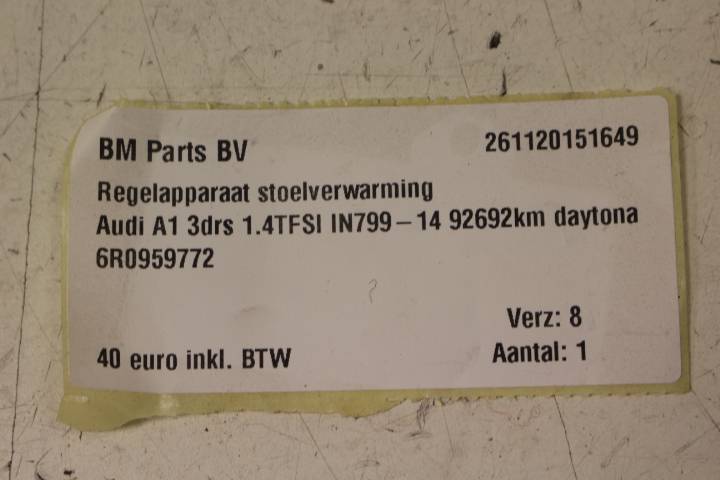 BM Parts BV 261120151649
Regelapparaat stoelverwarming
Audi A1 3drs 1.4TFSI IN799-14 92692km daytona
6R0959772
Verz: 8
40 euro inkl. BTW Aantal: 1